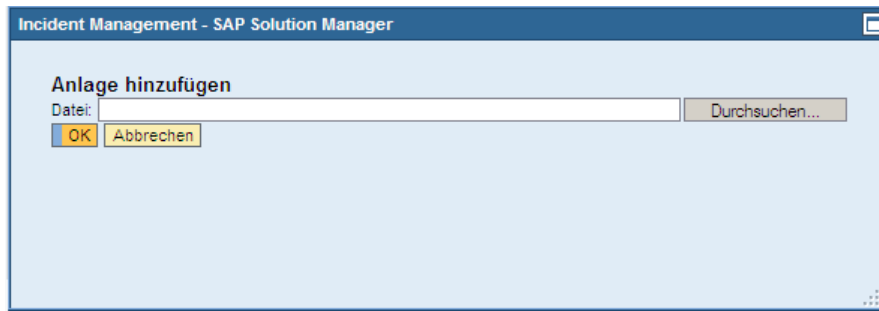 Incident Management - SAP Solution Manager
Anlage hinzufügen
Datei: Durchsuchen...
OK Abbrechen